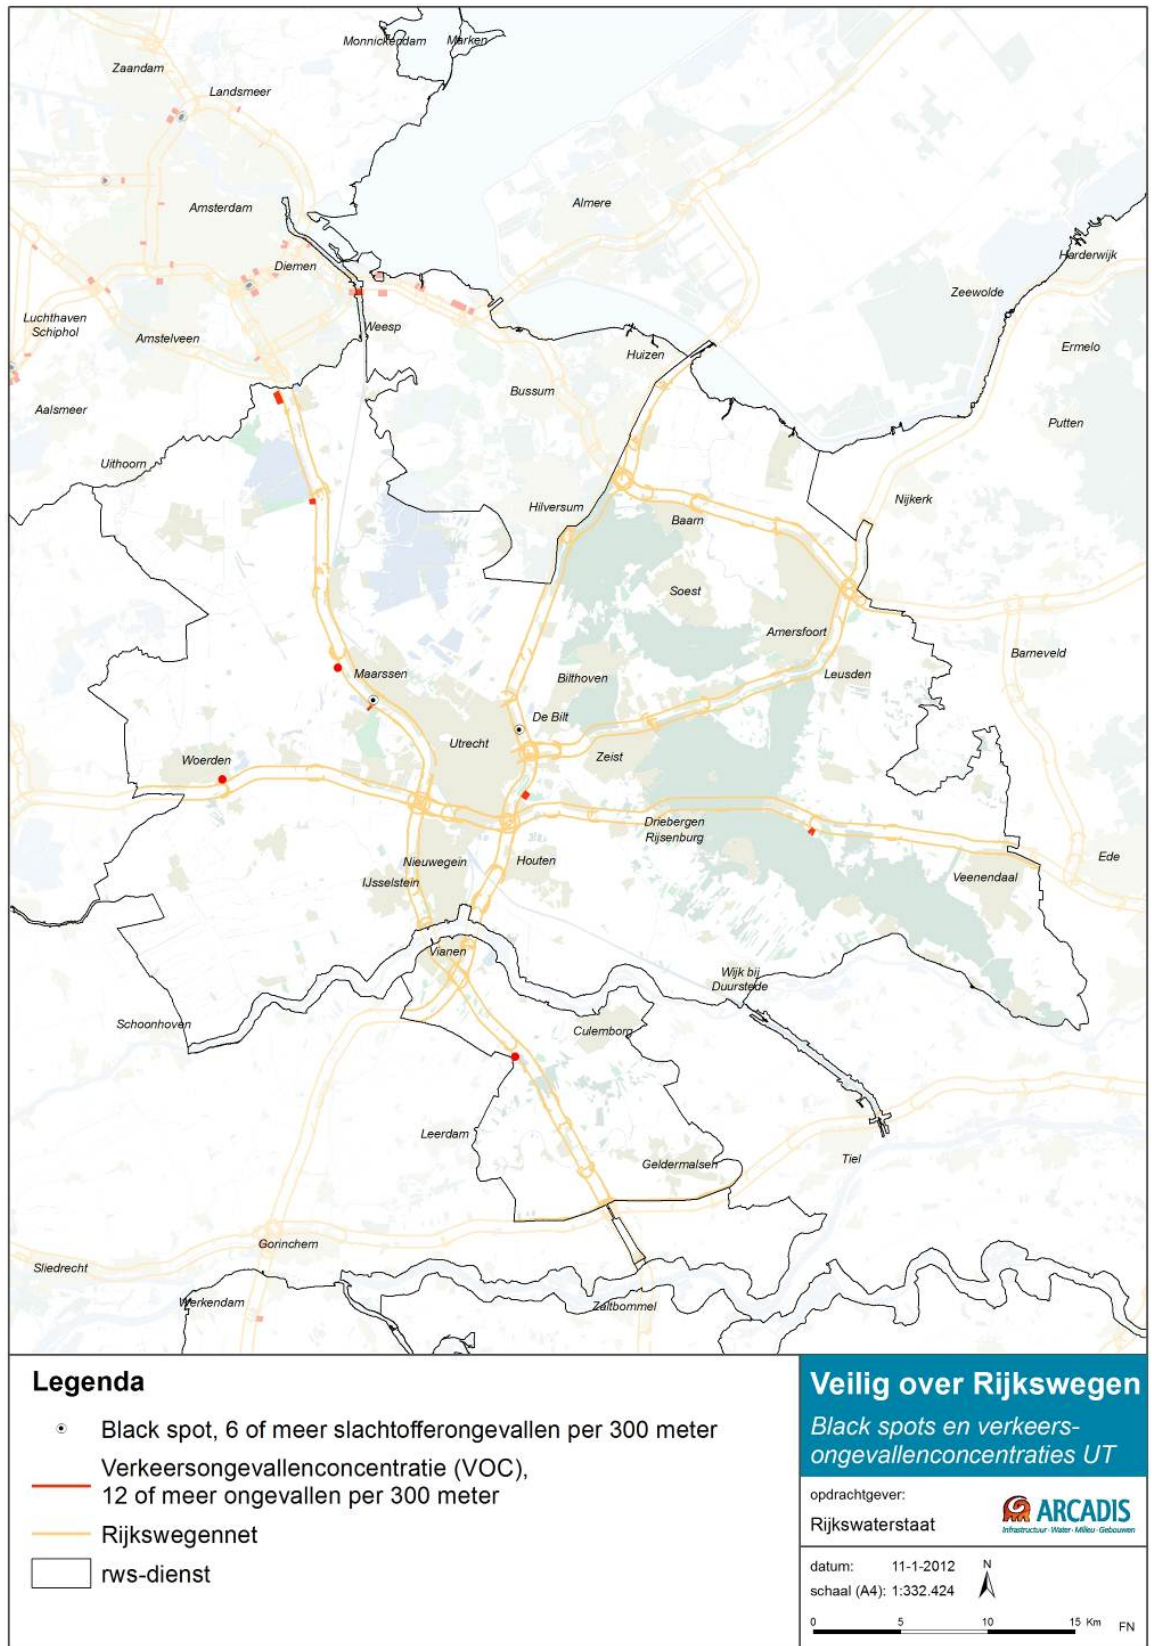 Monnickendam
Marken
Zaandam
Landsmeer
Amsterdam
Almere
Diemen
Harderwijk
Zeewolde
Luchthaven
Schiphol
Amstelveen
Weesp
Huizen
Ermelo
Bussum
Aalsmeer
Putten
Uithoorn
Nijkerk
Hilversum
Baarn
Soest
Amersfoort
Barneveld
Maarssen
Bilthoven
Leusden
De Bilt
Utrecht
Zeist
Woerden
Driebergen
Rijsenburg
Nieuwegein
Houten
Ede
IJsselstein
Veenendaal
Vianen
Wijk bij
Duurstede
Schoonhoven
Culemborg
Leerdam
Geldermalsen
Tiel
Gorinchem
Sliedrecht
Werkendam
Zaltbommel
Legenda
Black spot, 6 of meer slachtofferongevallen per 300 meter
Verkeersongevallenconcentratie (VOC),
12 of meer ongevallen per 300 meter
Rijkswegennet
rws-dienst
Veilig over Rijkswegen
Black spots en verkeers-
ongevallenconcentraties UT
opdrachtgever:
Rijkswaterstaat
ARCADIS
Infrastructuur · Water · Milieu · Gebouwen
datum: 11-1-2012
N
schaal (A4): 1:332.424
0 5 10 15 Km
FN